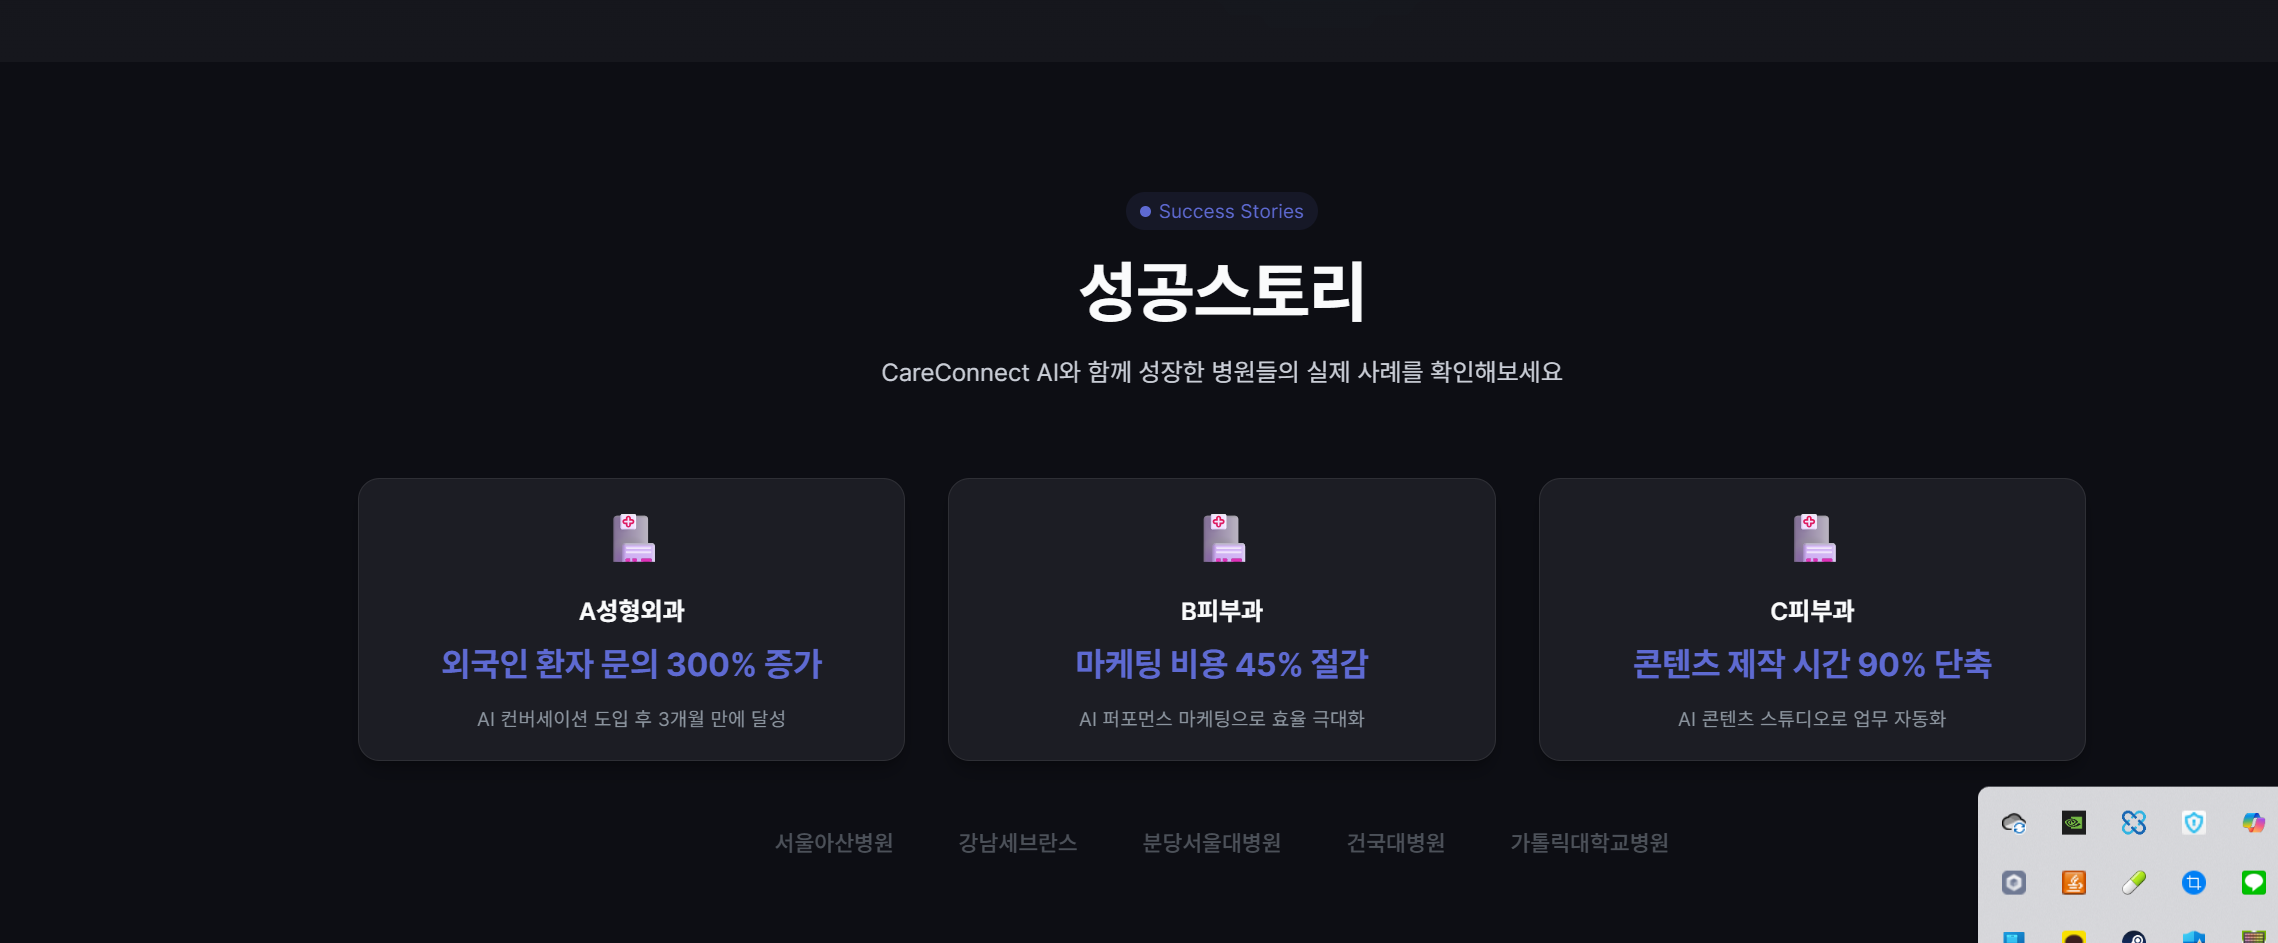 Success Stories
성공스토리
CareConnect AI와 함께 성장한 병원들의 실제 사례를 확인해보세요
A성형외과
외국인 환자 문의 300% 증가
AI 컨버세이션 도입 후 3개월 만에 달성
B피부과
마케팅 비용 45% 절감
AI 퍼포먼스 마케팅으로 효율 극대화
C피부과
콘텐츠 제작 시간 90% 단축
AI 콘텐츠 스튜디오로 업무 자동화
서울아산병원 강남세브란스 분당서울대병원 건국대병원 가톨릭대학교병원